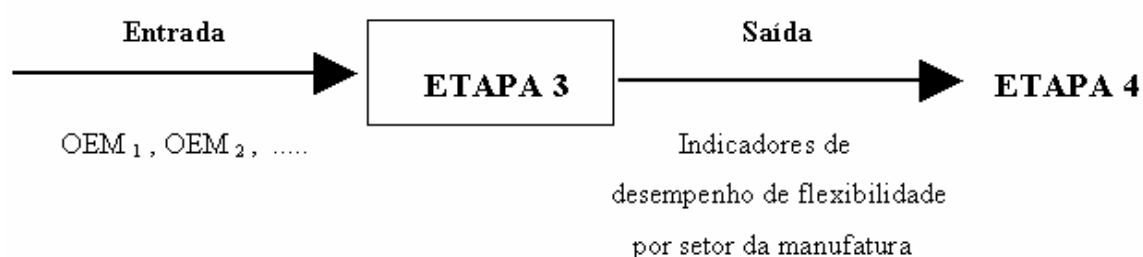 Entrada
Saída
ETAPA 3
ETAPA 4
OEM 1 , OEM 2 , .....
Indicadores de
desempenho de flexibilidade
por setor da manufatura